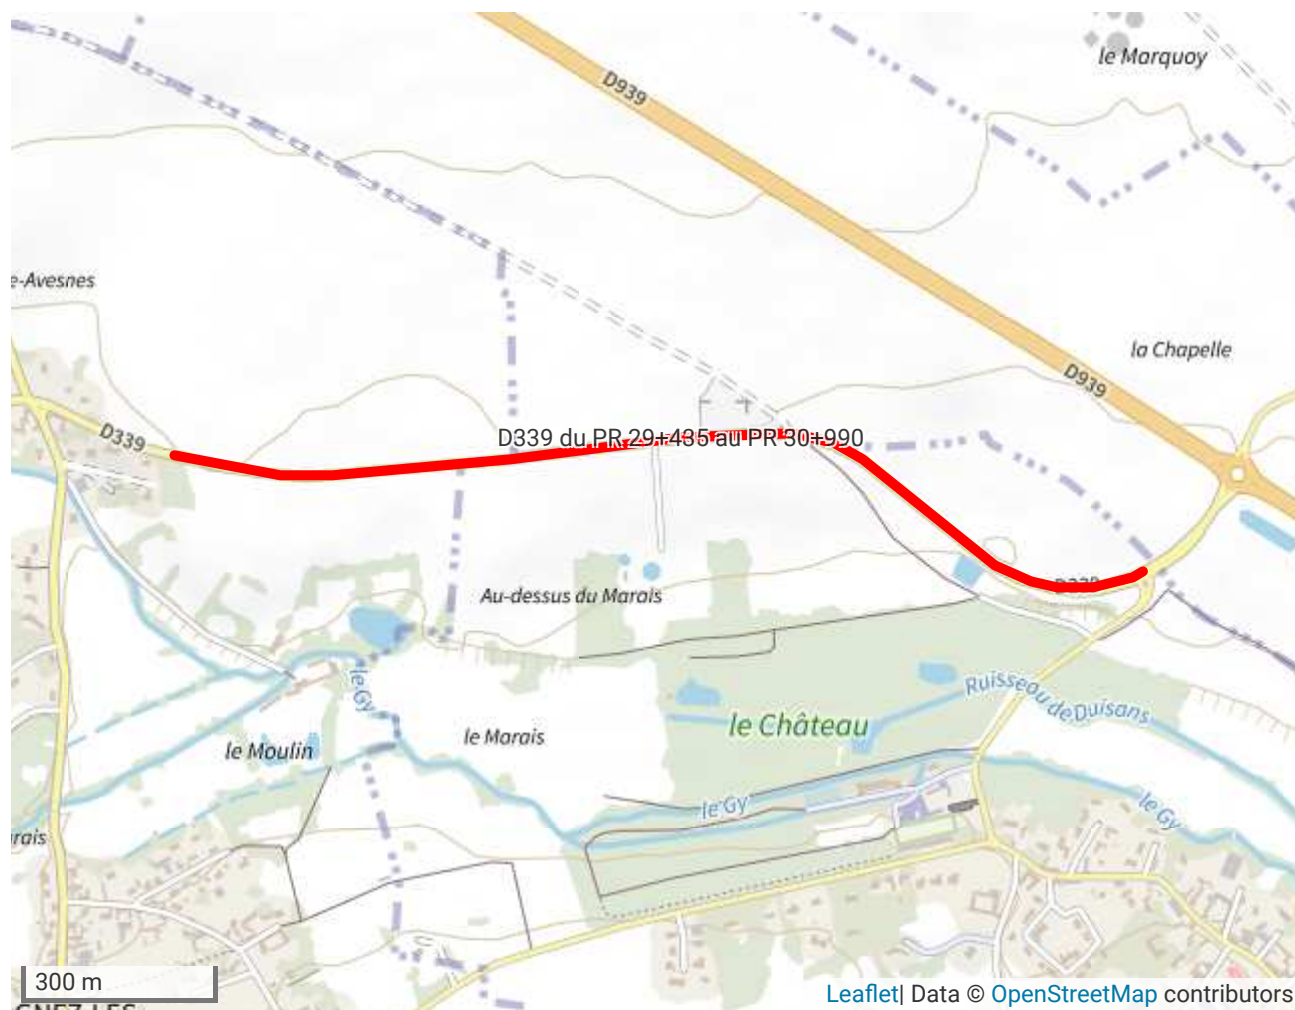 le Marquoy
D939
e-Avesnes
la Chapelle
D939
D339
D339 du PR 29+435 au PR 30+990
Au-dessus du Marais
le Gy
Ruisseau de Duisans
le Château
le Marais
le Moulin
le Gy
le Gy
rais
300 m
Leaflet| Data © OpenStreetMap contributors